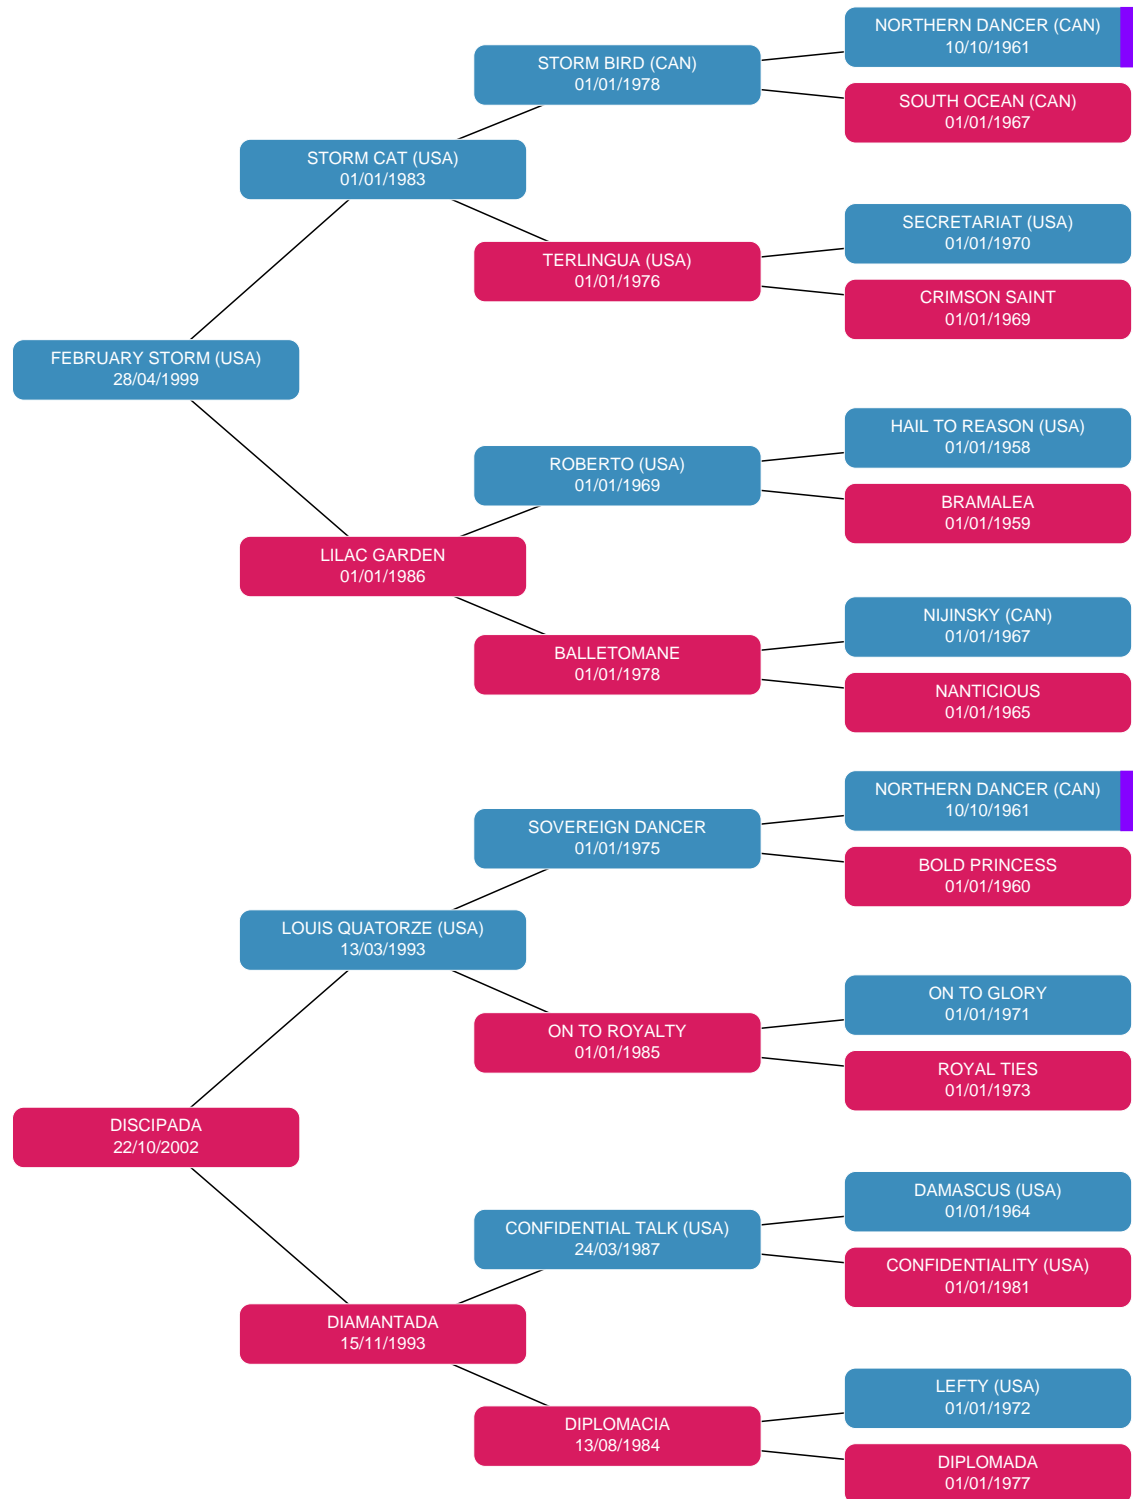 NORTHERN DANCER (CAN)
10/10/1961
STORM BIRD (CAN)
01/01/1978
SOUTH OCEAN (CAN)
01/01/1967
STORM CAT (USA)
01/01/1983
SECRETARIAT (USA)
01/01/1970
TERLINGUA (USA)
01/01/1976
CRIMSON SAINT
01/01/1969
FEBRUARY STORM (USA)
28/04/1999
HAIL TO REASON (USA)
01/01/1958
ROBERTO (USA)
01/01/1969
BRAMALEA
01/01/1959
LILAC GARDEN
01/01/1986
NIJINSKY (CAN)
01/01/1967
BALLETOMANE
01/01/1978
NANTICIOUS
01/01/1965
NORTHERN DANCER (CAN)
10/10/1961
SOVEREIGN DANCER
01/01/1975
BOLD PRINCESS
01/01/1960
LOUIS QUATORZE (USA)
13/03/1993
ON TO GLORY
01/01/1971
ON TO ROYALTY
01/01/1985
ROYAL TIES
01/01/1973
DISCIPADA
22/10/2002
DAMASCUS (USA)
01/01/1964
CONFIDENTIAL TALK (USA)
24/03/1987
CONFIDENTIALITY (USA)
01/01/1981
DIAMANTADA
15/11/1993
LEFTY (USA)
01/01/1972
DIPLOMACIA
13/08/1984
DIPLOMADA
01/01/1977